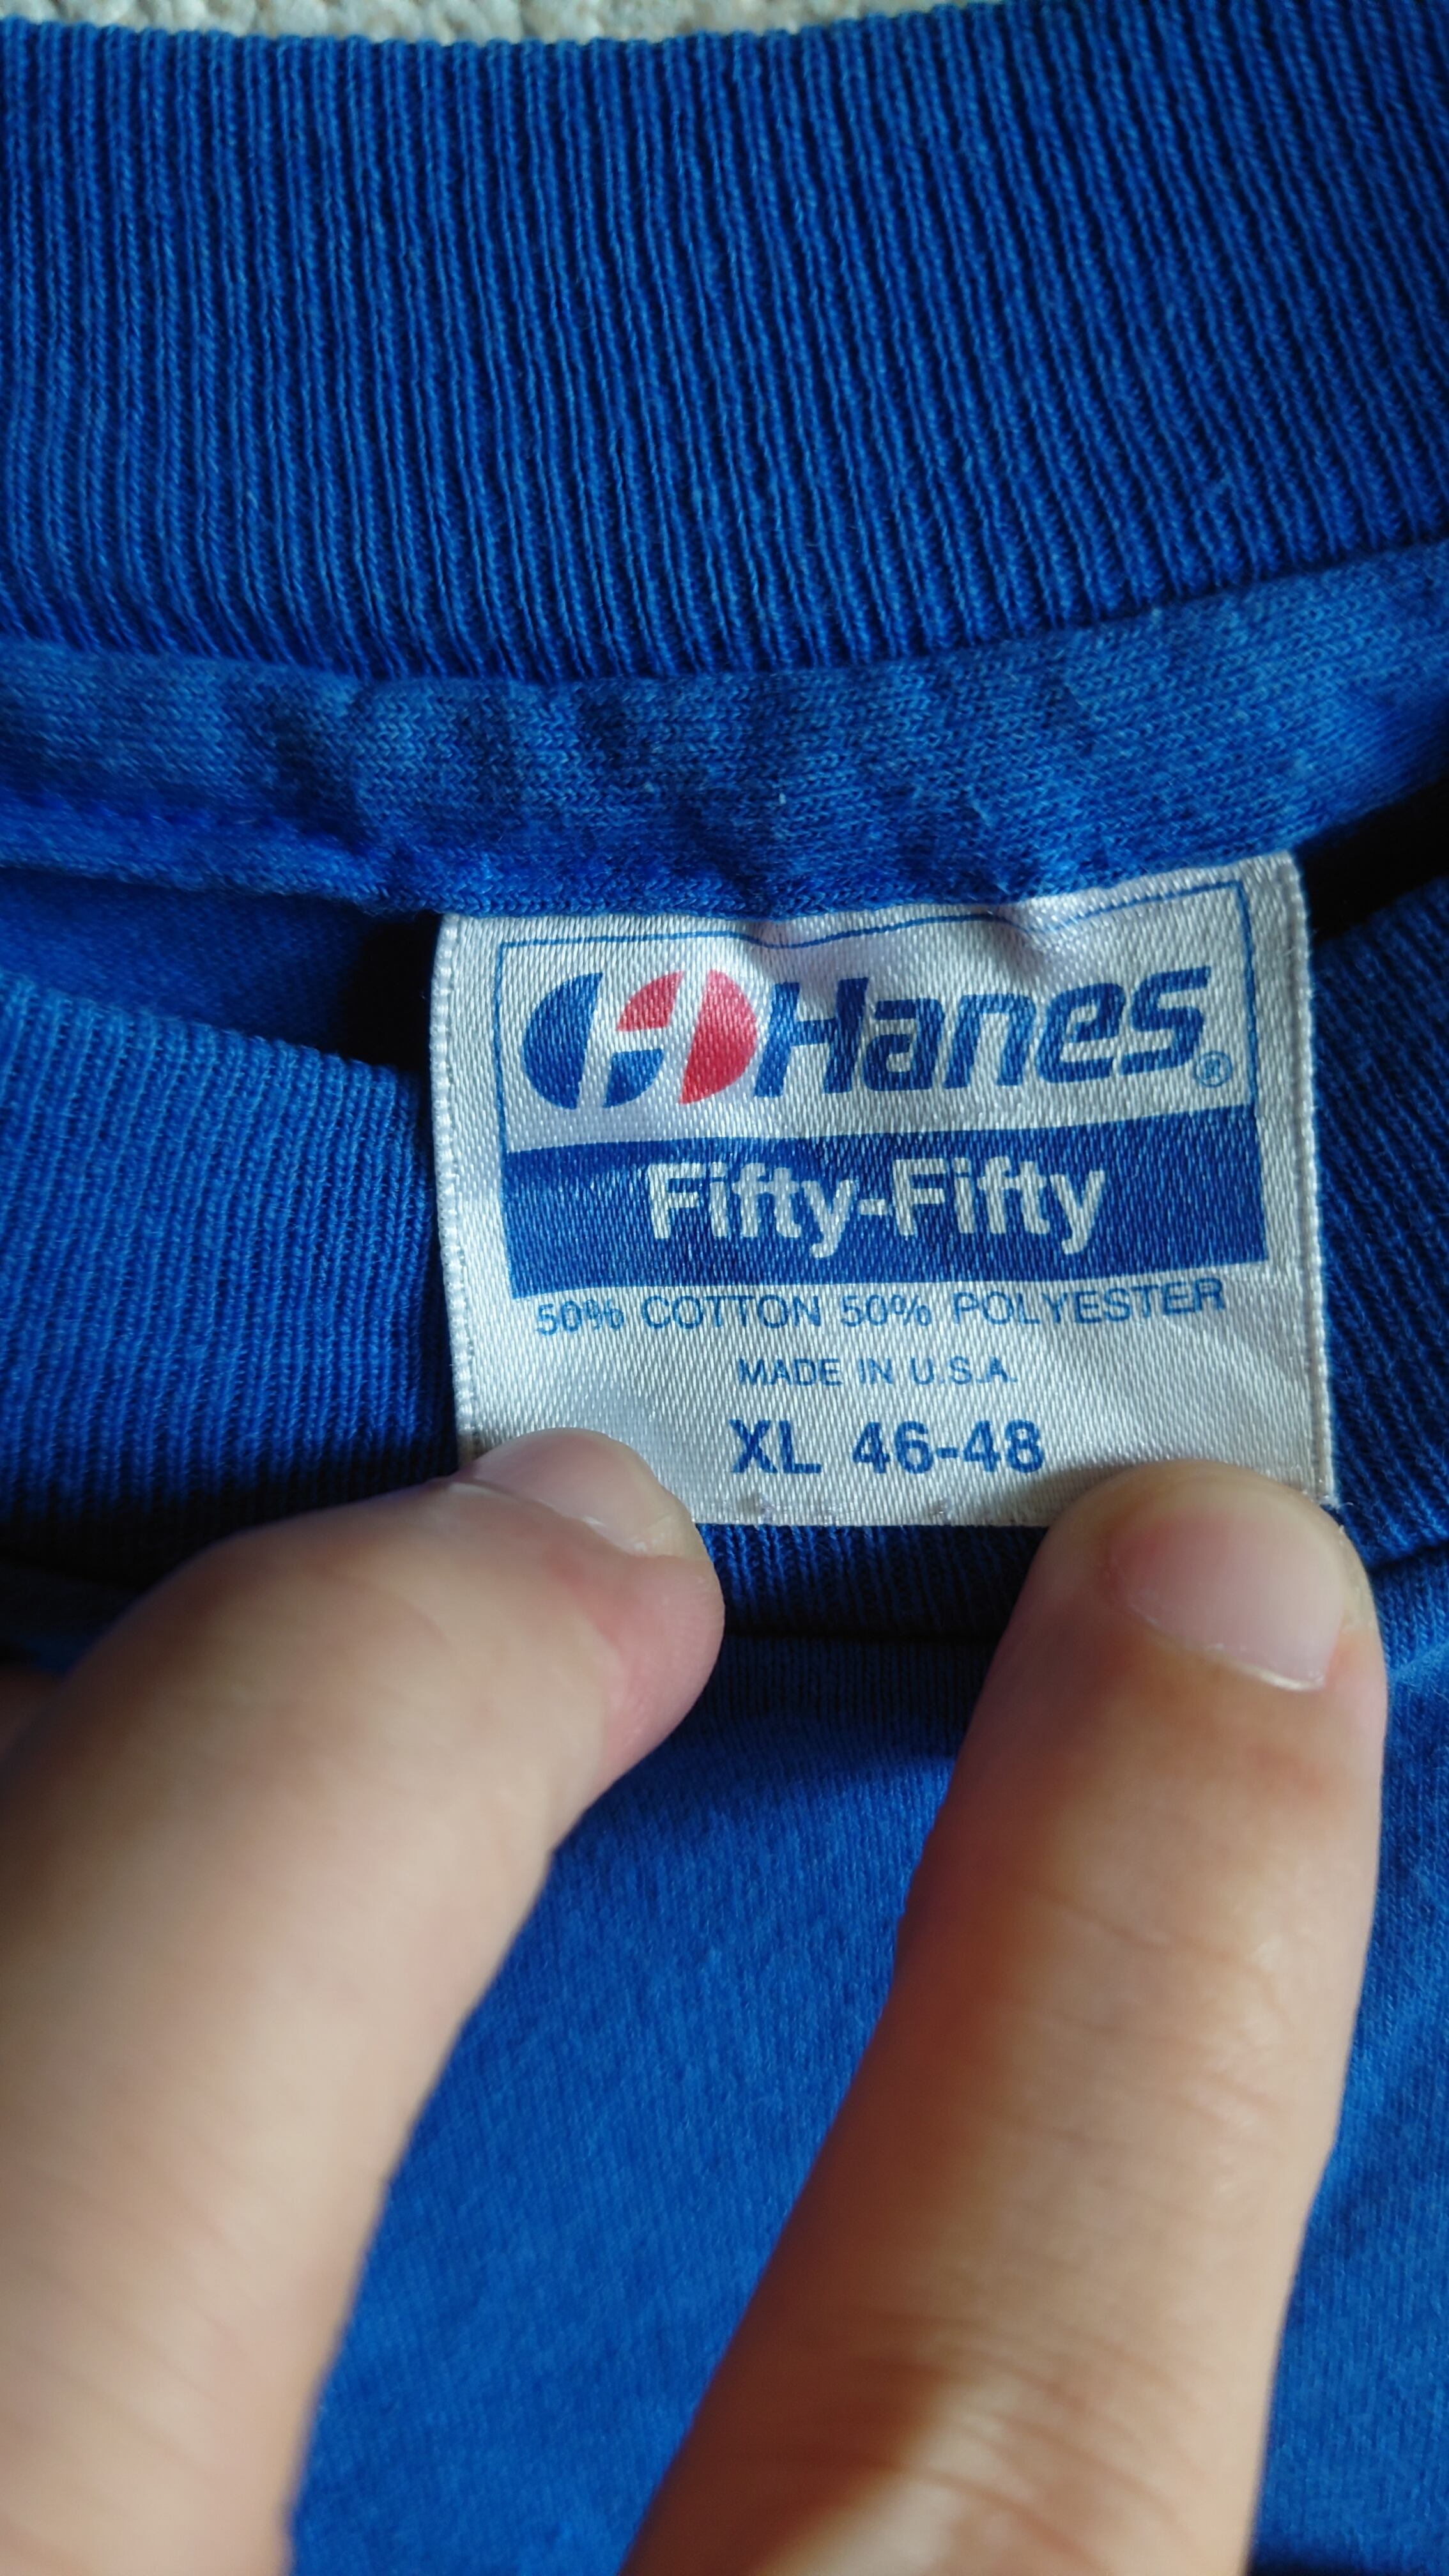 Hanes®
Fifty-Fifty
50% COTTON 50% POLYESTER
MADE IN U.S.A.
XL 46-48